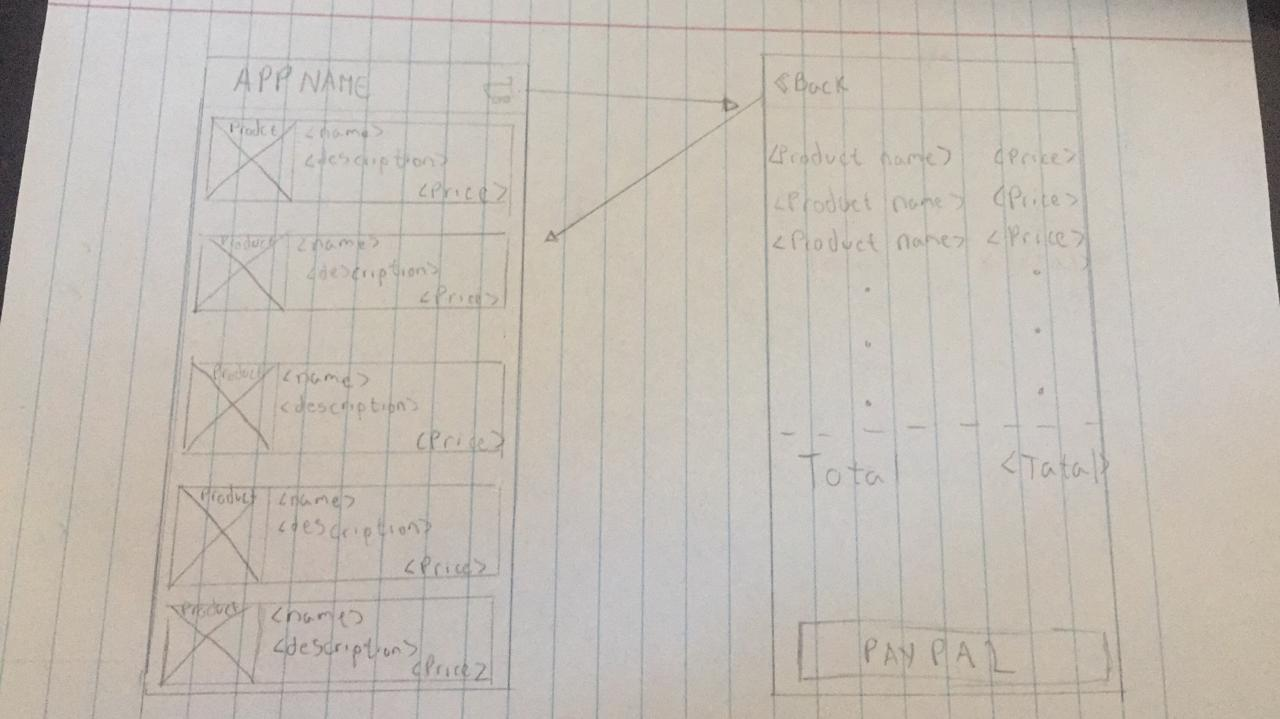 APP NAME
Product
<name>
<description>
<Price>
Product
<name>
<description>
<Price>
Product
<name>
<description>
<Price>
Product
<name>
<description>
<Price>
Product
<name>
<description>
<Price>
<Back
<Product name> <Price>
<Product name> <Price>
<Product name> <Price>
Total <Tatal>
PAYPAL